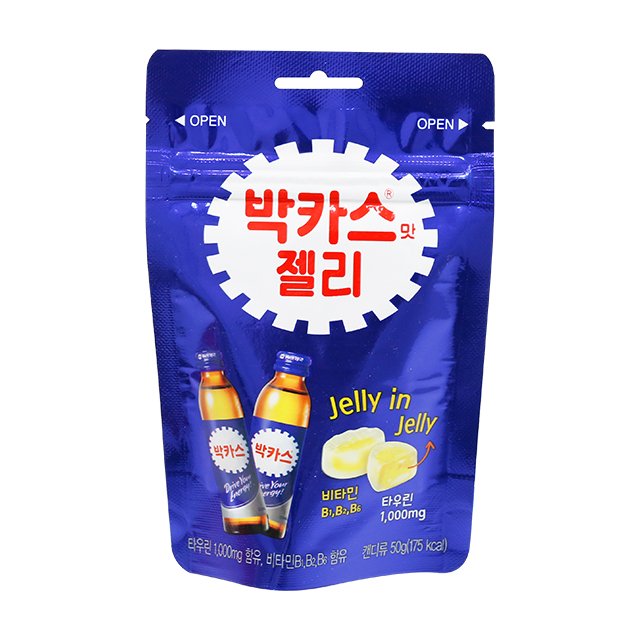 ◀ OPEN
OPEN ▶
박카스® 맛
젤리
Jelly in
Jelly
박카스
Drive Your
Energy!
박카스
Drive Your
Energy!
비타민
B1, B2, B6
타우린
1,000mg
타우린 1,000mg 함유, 비타민B1,B2,B6 함유
캔디류 50g(175 kcal)